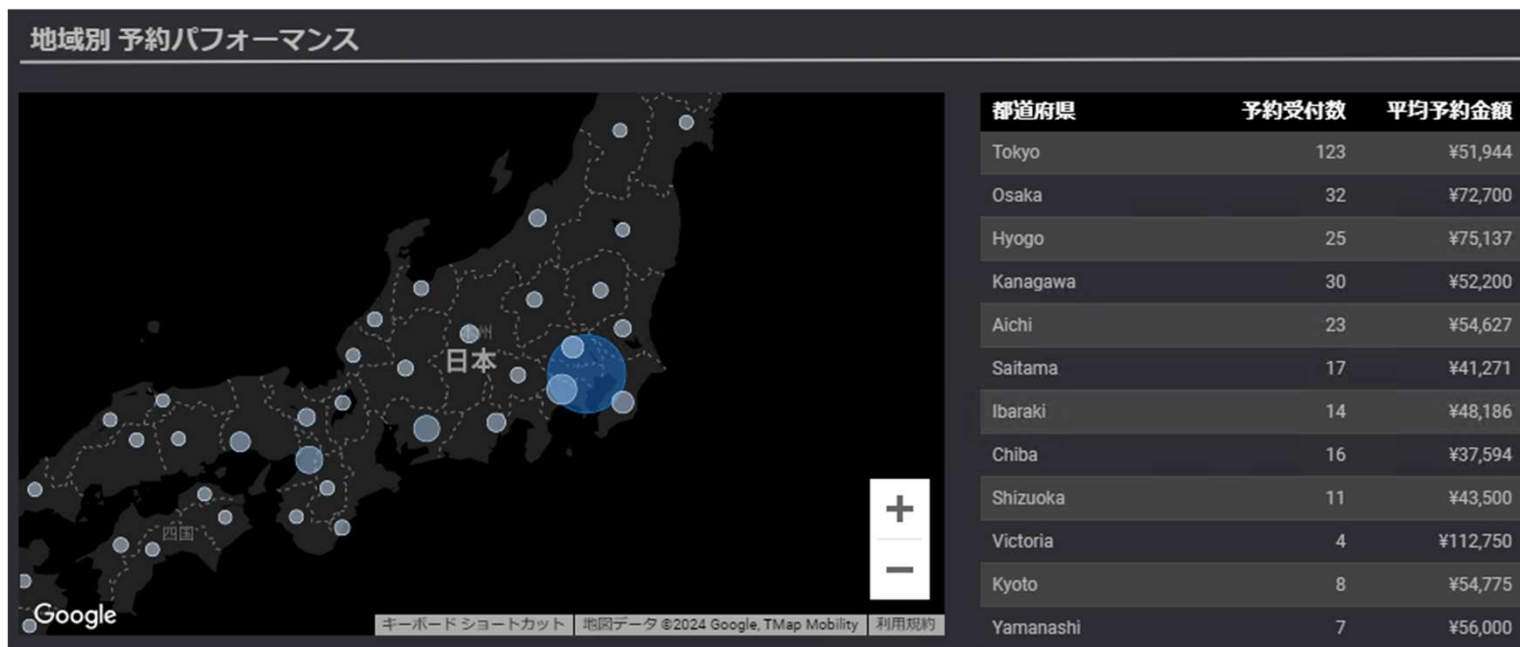 地域別 予約パフォーマンス
日本
四国
Google
キーボード ショートカット 地図データ ©2024 Google, TMap Mobility 利用規約
都道府県 予約受付数 平均予約金額
Tokyo 123 ¥51,944
Osaka 32 ¥72,700
Hyogo 25 ¥75,137
Kanagawa 30 ¥52,200
Aichi 23 ¥54,627
Saitama 17 ¥41,271
Ibaraki 14 ¥48,186
Chiba 16 ¥37,594
Shizuoka 11 ¥43,500
Victoria 4 ¥112,750
Kyoto 8 ¥54,775
Yamanashi 7 ¥56,000